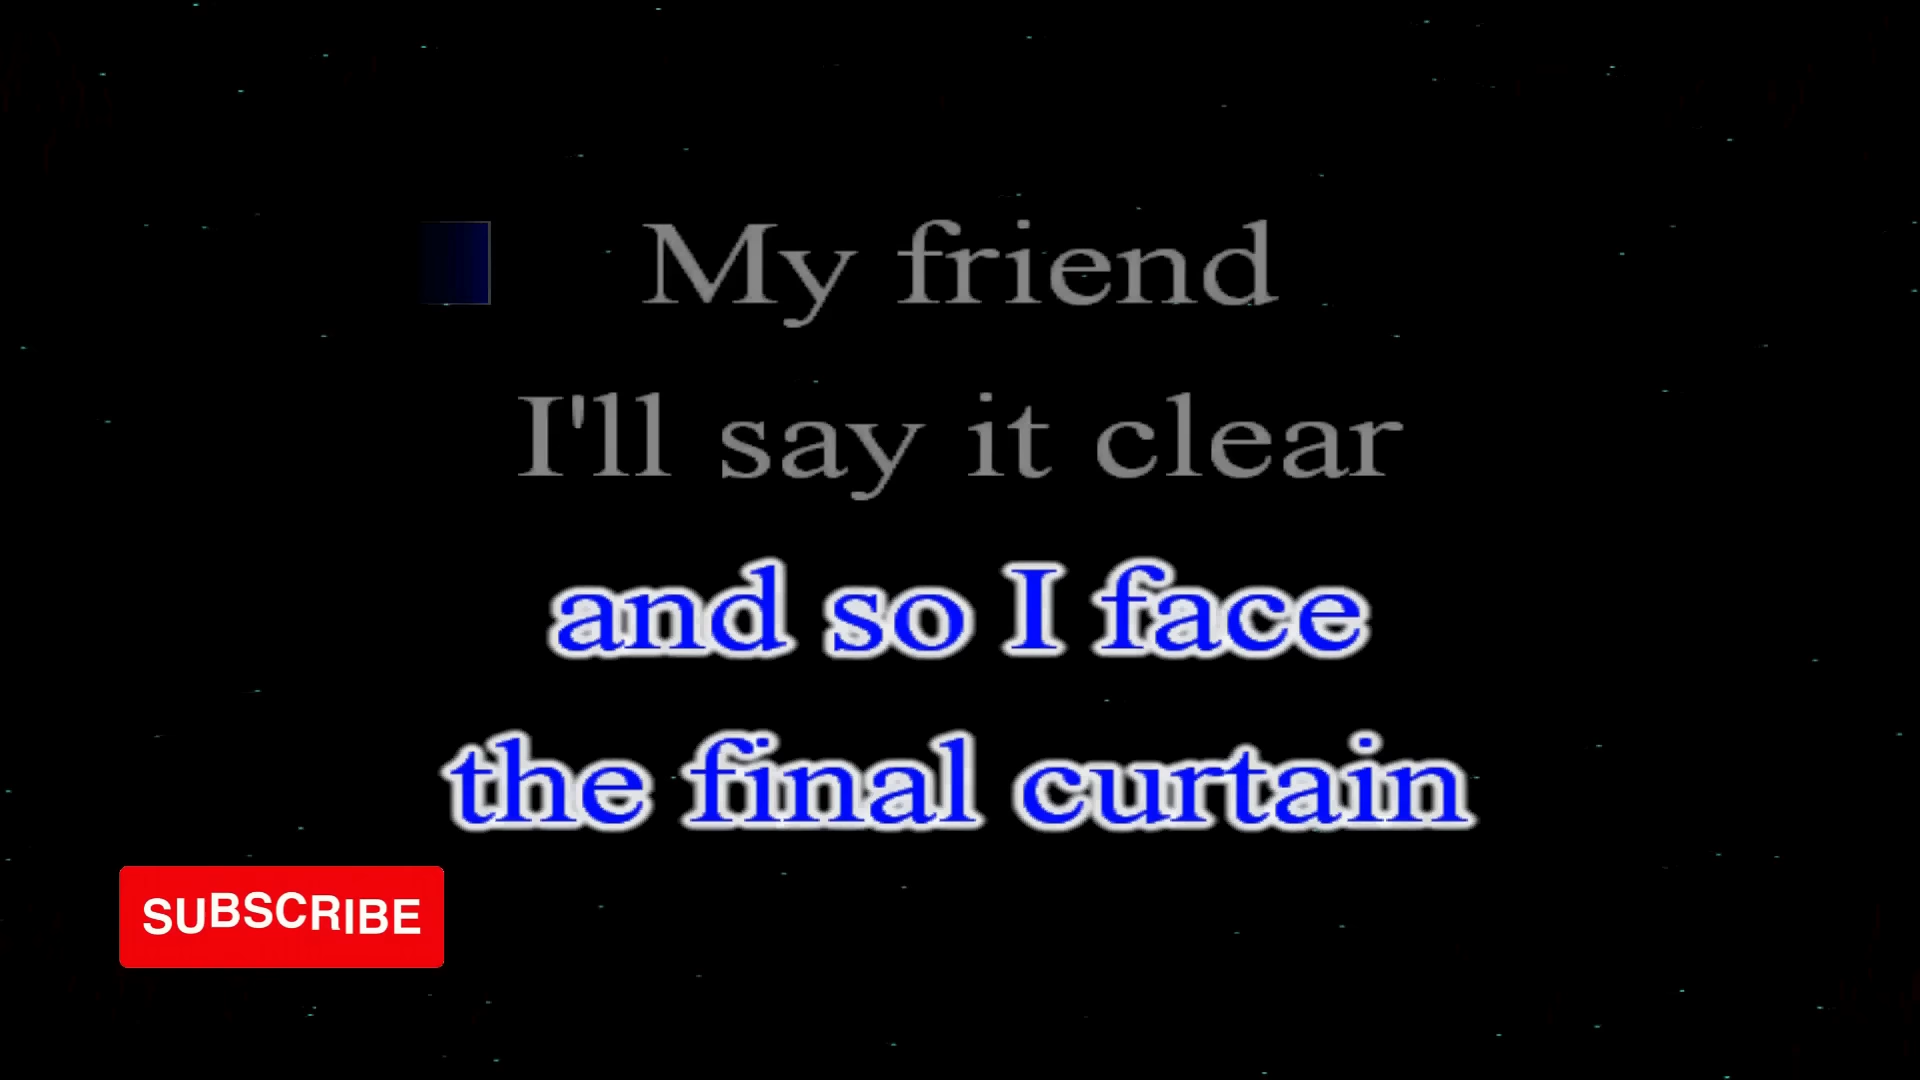 My friend
I'll say it clear
and so I face
the final curtain
SUBSCRIBE